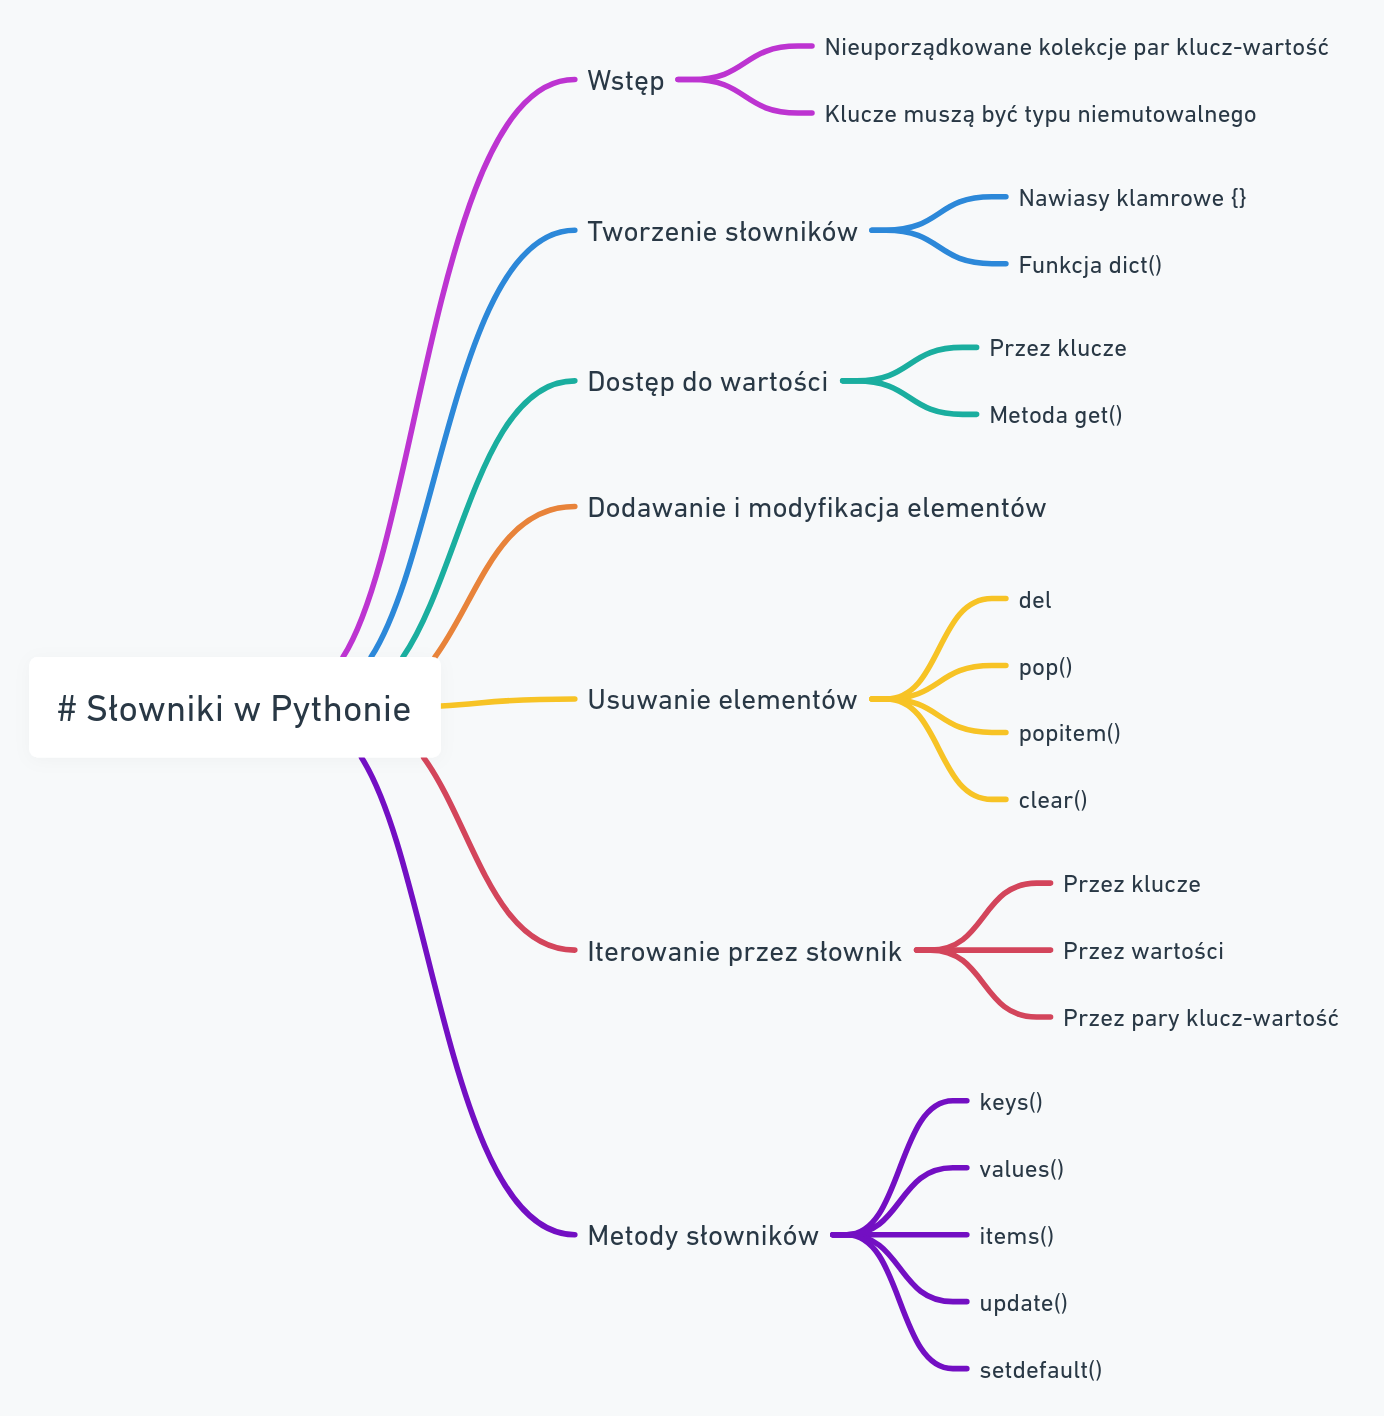 # Słowniki w Pythonie
Wstęp
Nieuporządkowane kolekcje par klucz-wartość
Klucze muszą być typu niemutowalnego
Tworzenie słowników
Nawiasy klamrowe {}
Funkcja dict()
Dostęp do wartości
Przez klucze
Metoda get()
Dodawanie i modyfikacja elementów
Usuwanie elementów
del
pop()
popitem()
clear()
Iterowanie przez słownik
Przez klucze
Przez wartości
Przez pary klucz-wartość
Metody słowników
keys()
values()
items()
update()
setdefault()